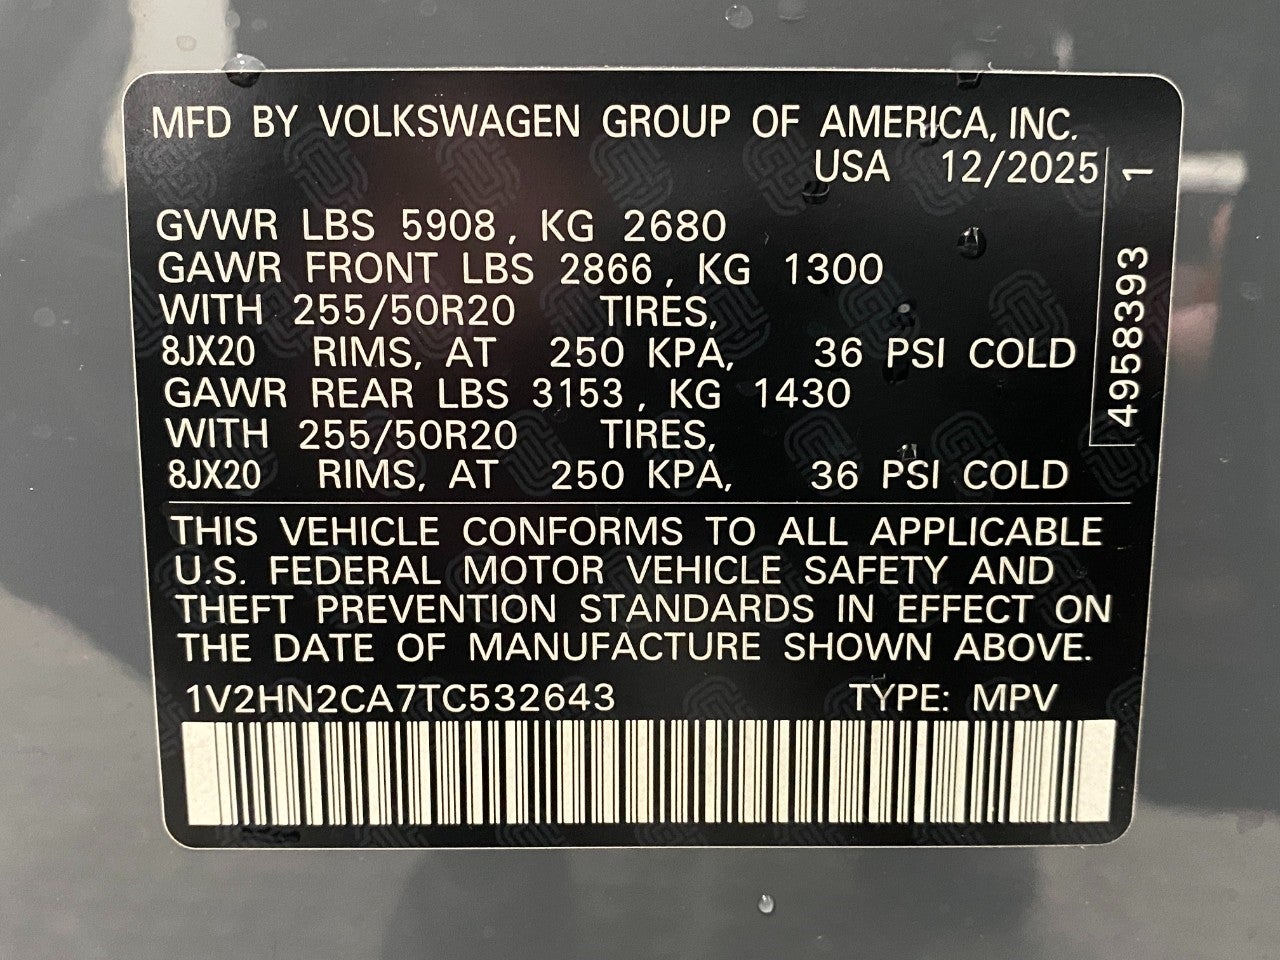 MFD BY VOLKSWAGEN GROUP OF AMERICA, INC.
USA 12/2025
GVWR LBS 5908, KG 2680
GAWR FRONT LBS 2866, KG 1300
WITH 255/50R20 TIRES,
8JX20 RIMS, AT 250 KPA, 36 PSI COLD
GAWR REAR LBS 3153, KG 1430
WITH 255/50R20 TIRES,
8JX20 RIMS, AT 250 KPA, 36 PSI COLD
THIS VEHICLE CONFORMS TO ALL APPLICABLE
U.S. FEDERAL MOTOR VEHICLE SAFETY AND
THEFT PREVENTION STANDARDS IN EFFECT ON
THE DATE OF MANUFACTURE SHOWN ABOVE.
1V2HN2CA7TC532643 TYPE: MPV
4958393 1